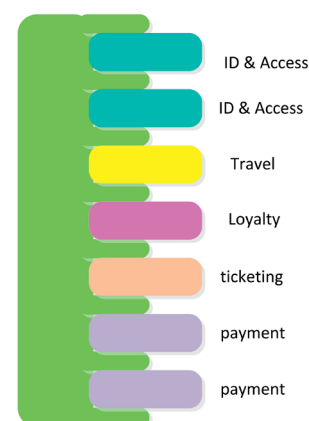 ID & Access
ID & Access
Travel
Loyalty
ticketing
payment
payment